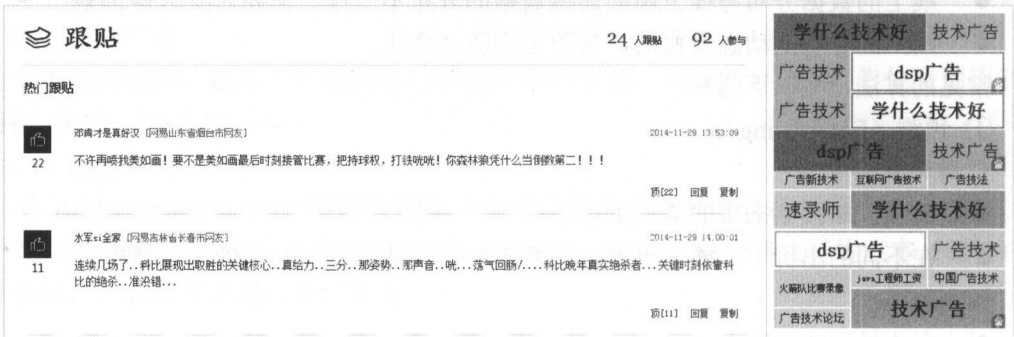 跟贴
24 人跟贴 92 人参与
热门跟贴
邓肯才是真好汉 [网易山东省烟台市网友]
2014-11-29 13:53:09
22
不许再喷我美如画！要不是美如画最后时刻接管比赛，把持球权，打铁咣咣！你森林狼凭什么当倒数第二！！！
顶[22] 回复 复制
水军si全家 [网易吉林省长春市网友]
2014-11-29 14:00:01
11
连续几场了..科比展现出取胜的关键核心..真给力..三分..那姿势..那声音..咣...荡气回肠/....科比晚年真实绝杀者...关键时刻依靠科
比的绝杀..准没错...
顶[11] 回复 复制
学什么技术好 技术广告
广告技术 dsp广告
广告技术 学什么技术好
dsp广告 技术广告
广告新技术 互联网广告技术 广告技法
速录师 学什么技术好
dsp广告 广告技术
火箭队比赛录像 java工程师工资 中国广告技术
广告技术论坛 技术广告